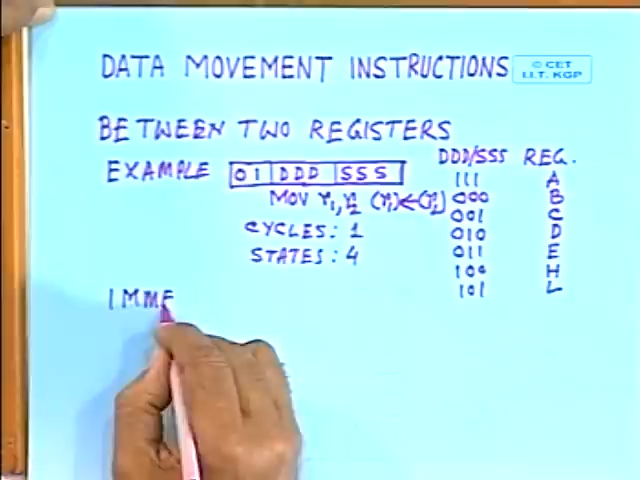 DATA MOVEMENT INSTRUCTIONS
© CET
I.I.T. KGP
BETWEEN TWO REGISTERS
EXAMPLE 01 DDD SSS
MOV r1, r2 (r1)←(r2)
CYCLES: 1
STATES: 4
DDD/SSS REG.
111 A
000 B
001 C
010 D
011 E
100 H
101 L
IMME